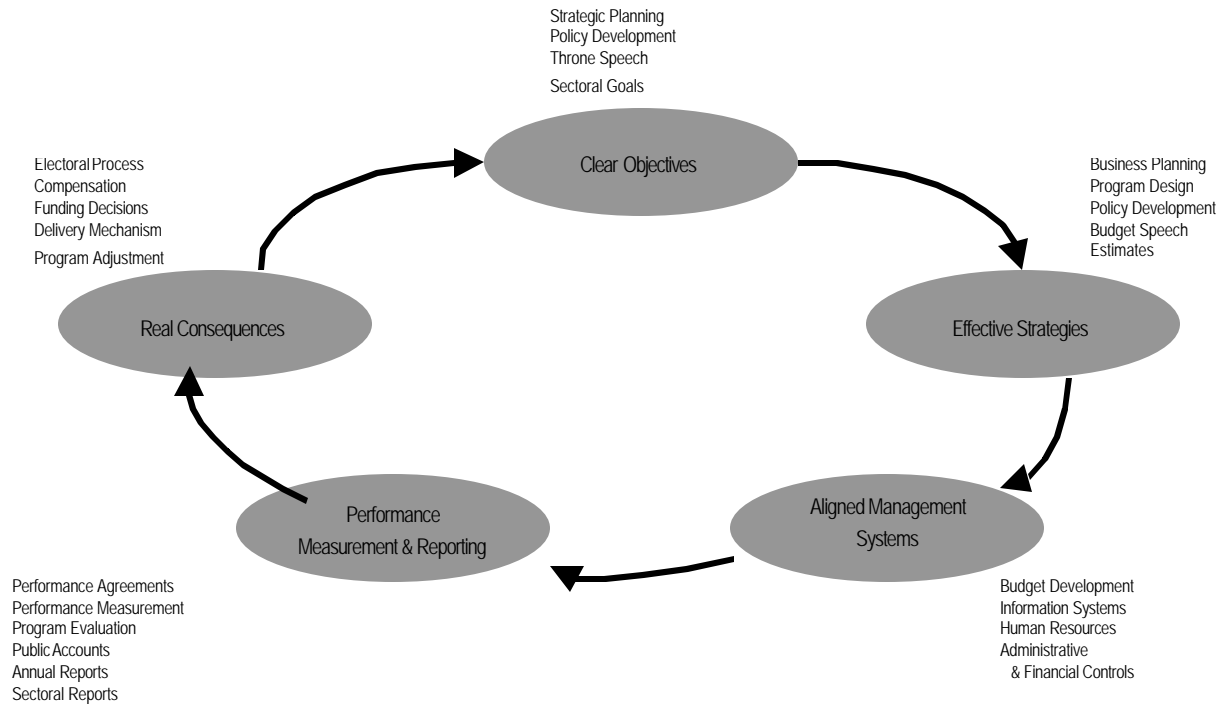 Strategic Planning
Policy Development
Throne Speech
Sectoral Goals
Clear Objectives
Electoral Process
Compensation
Funding Decisions
Delivery Mechanism
Program Adjustment
Business Planning
Program Design
Policy Development
Budget Speech
Estimates
Real Consequences
Effective Strategies
Performance
Measurement & Reporting
Aligned Management
Systems
Performance Agreements
Performance Measurement
Program Evaluation
Public Accounts
Annual Reports
Sectoral Reports
Budget Development
Information Systems
Human Resources
Administrative
& Financial Controls